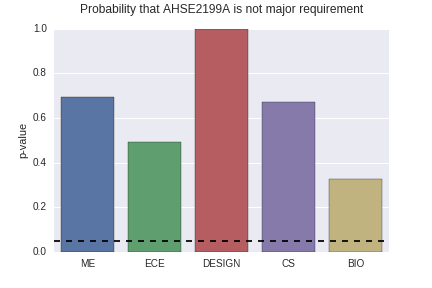 Probability that AHSE2199A is not major requirement
1.0
0.8
0.6
0.4
0.2
0.0
p-value
ME ECE DESIGN CS BIO